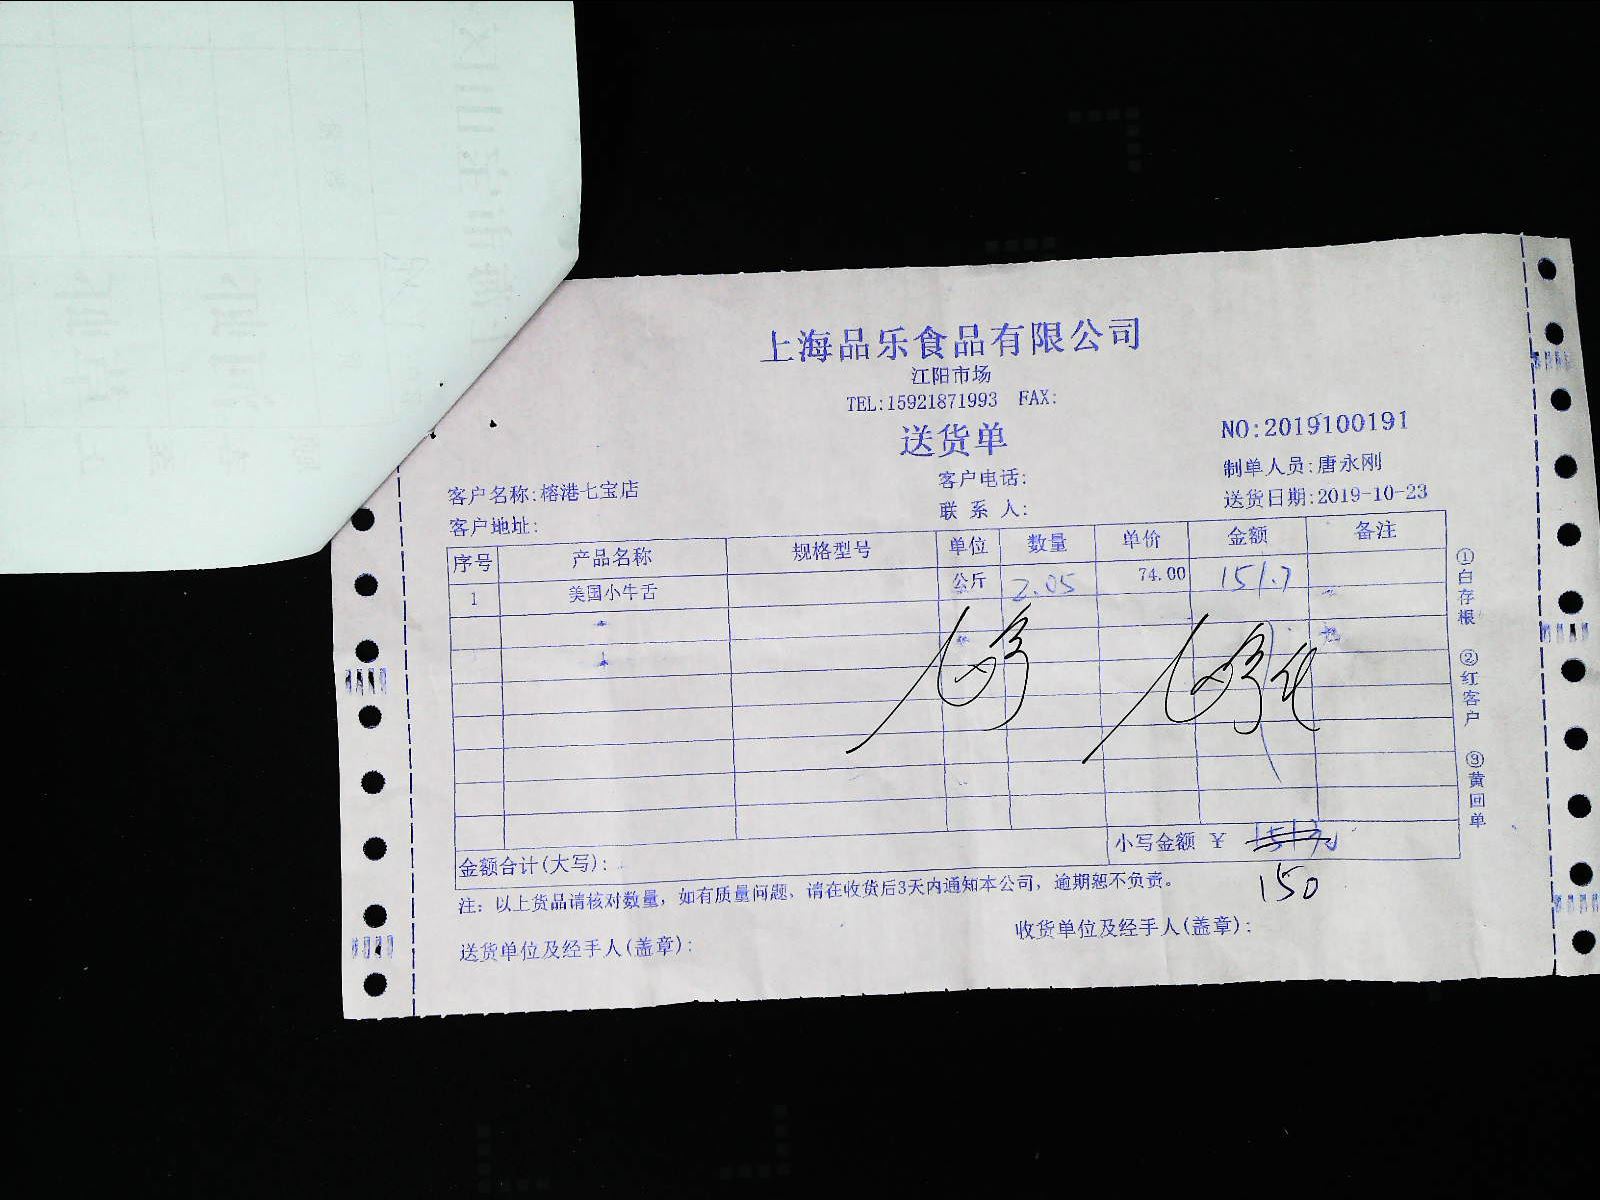 上海品乐食品有限公司
江阳市场
TEL:15921871993 FAX:
送货单
NO:2019100191
制单人员:唐永刚
送货日期:2019-10-23
客户名称:榕港七宝店
客户电话:
客户地址:
联 系 人:
序号 产品名称 规格型号 单位 数量 单价 金额 备注
1 美国小牛舌 公斤 2.05 74.00 151.7
金额合计(大写):
小写金额 ¥ 151元
150
注: 以上货品请核对数量, 如有质量问题, 请在收货后3天内通知本公司, 逾期恕不负责。
送货单位及经手人(盖章):
收货单位及经手人(盖章):
①白存根 ②红客户 ③黄回单